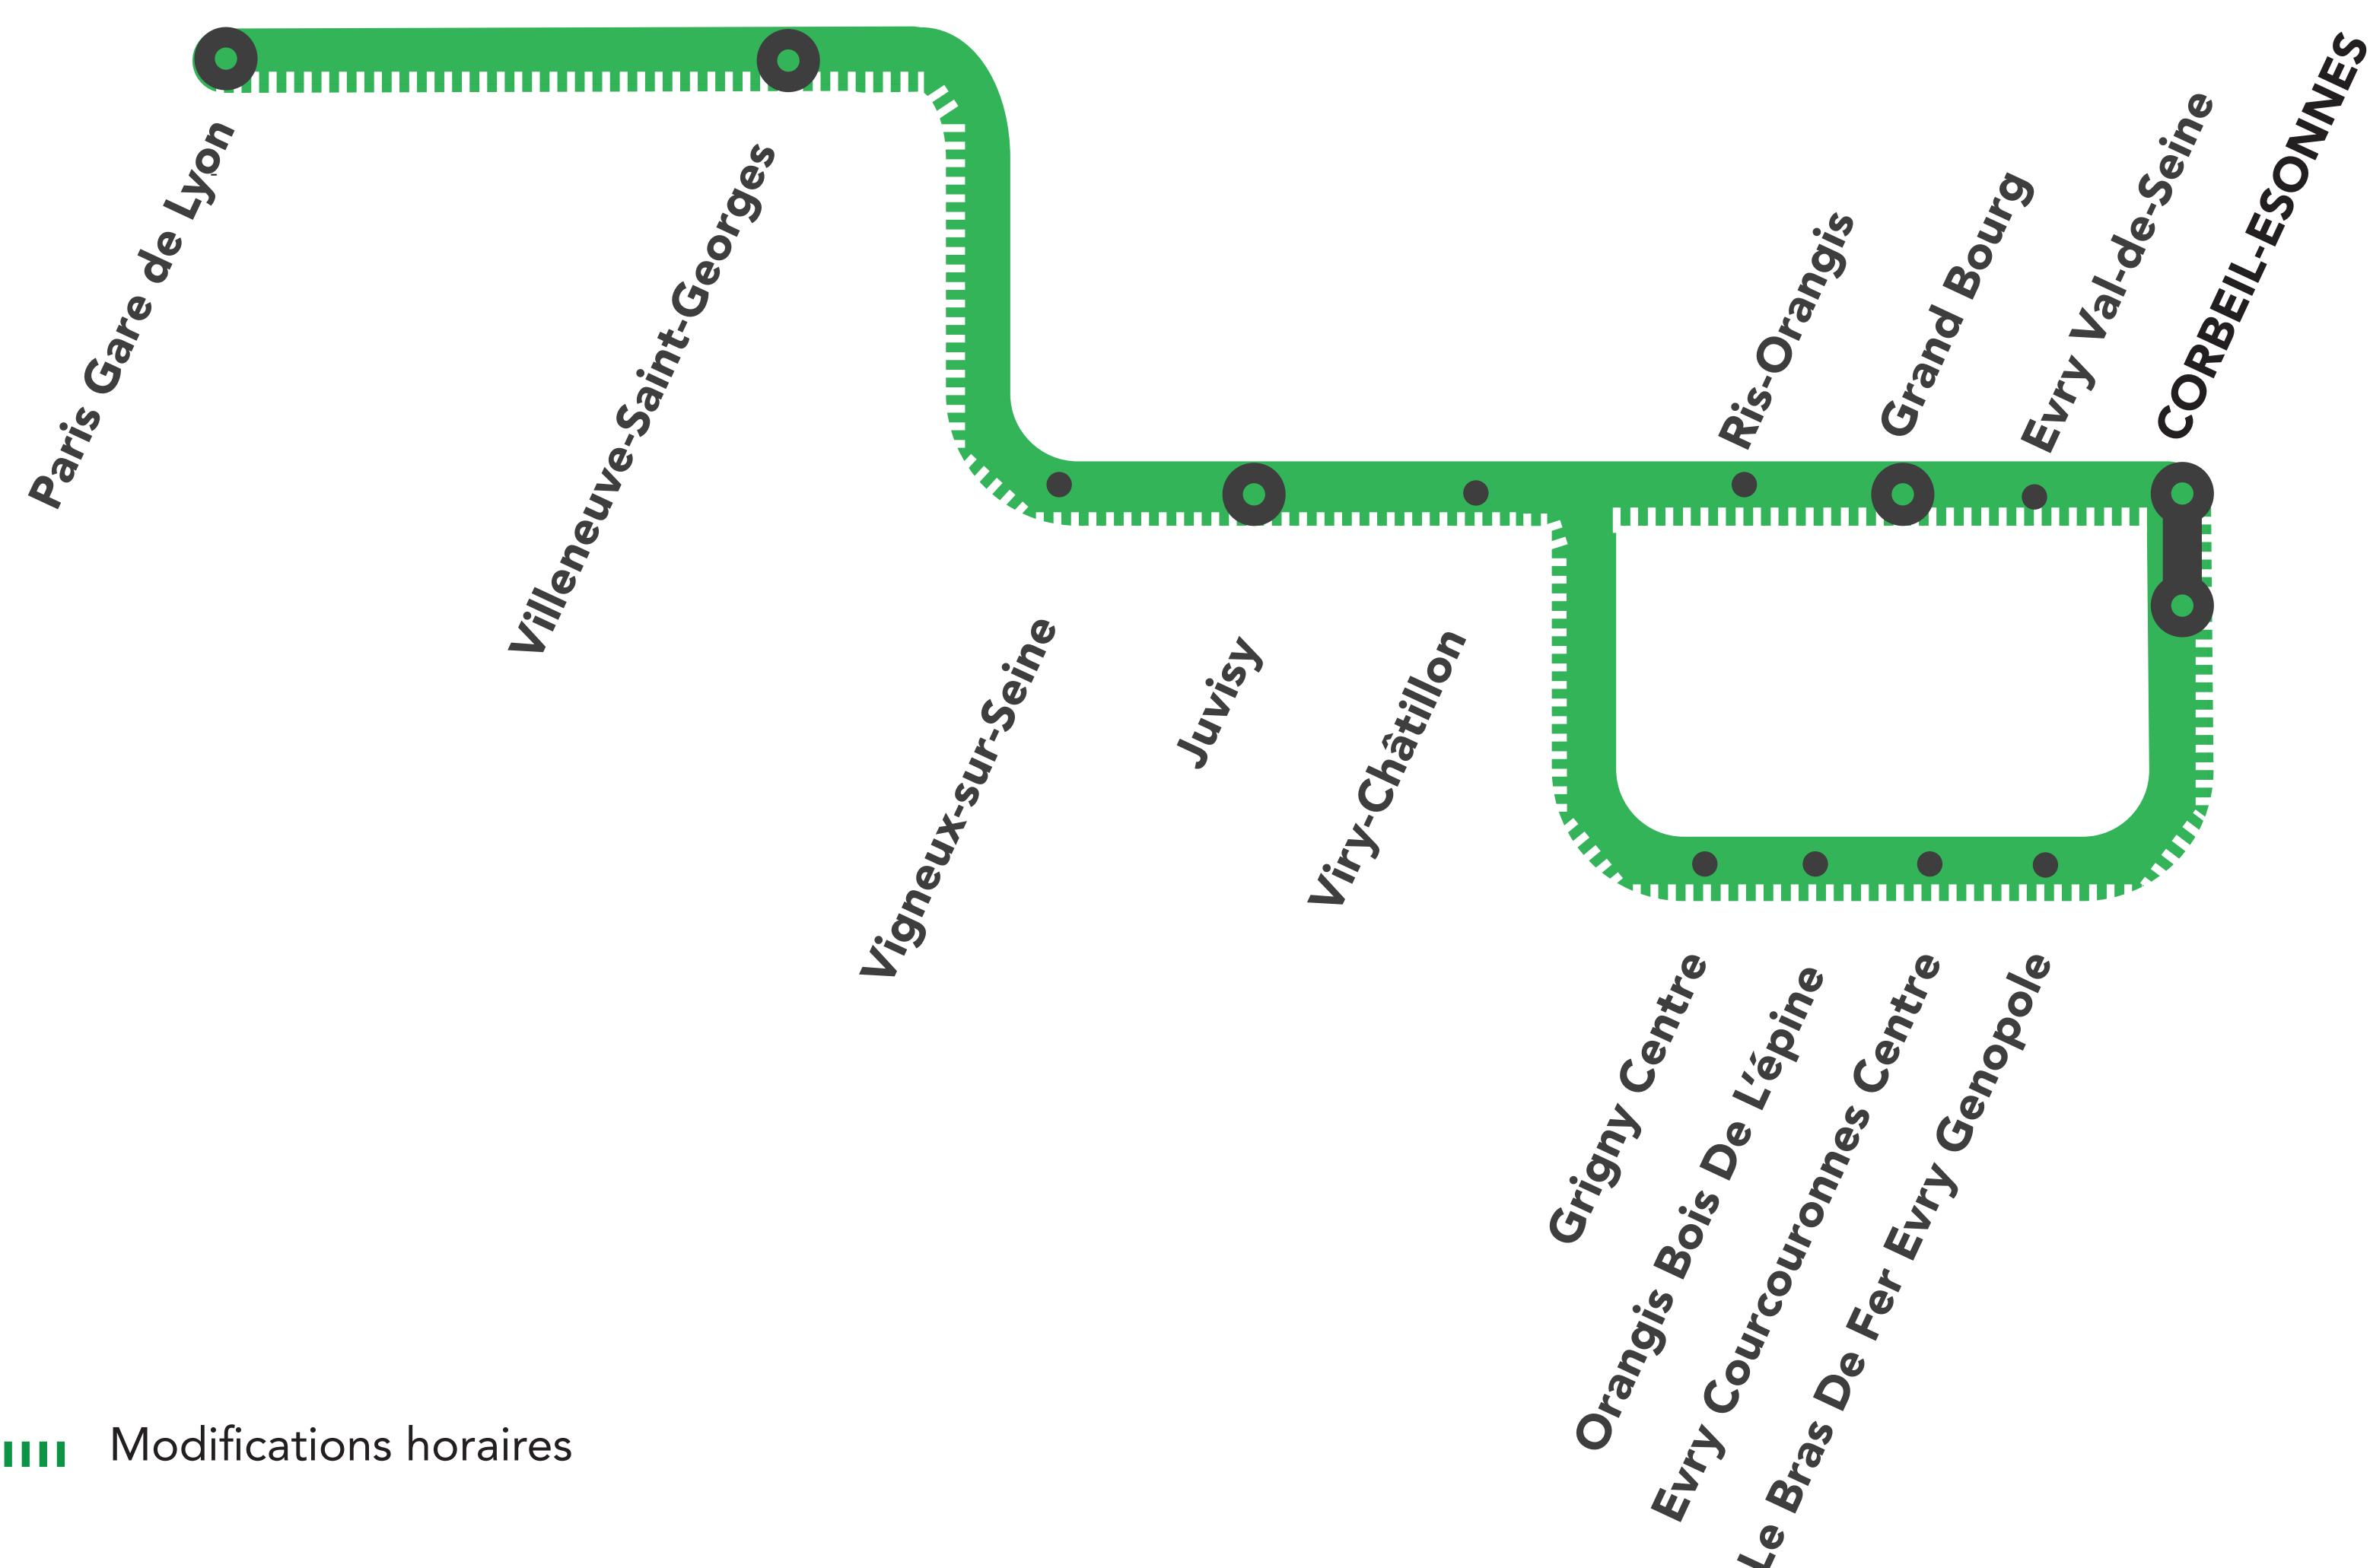 Paris Gare de Lyon
Villeneuve-Saint-Georges
Vigneux-sur-Seine
Juvisy
Viry-Châtillon
Ris-Orangis
Grand Bourg
Evry Val-de-Seine
CORBEIL-ESONNES
Grigny Centre
Orangis Bois De L'épine
Evry Courcouronnes Centre
Le Bras De Fer Evry Genopole
Modifications horaires